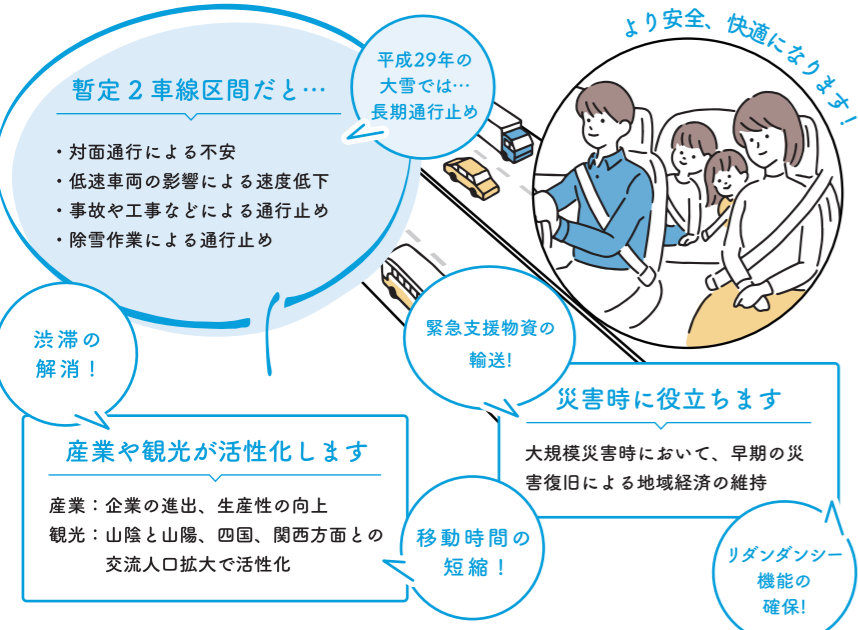 より安全、快適になります!
平成29年の
大雪では…
長期通行止め
暫定2車線区間だと…
・対面通行による不安
・低速車両の影響による速度低下
・事故や工事などによる通行止め
・除雪作業による通行止め
渋滞の
解消!
緊急支援物資の
輸送!
産業や観光が活性化します
産業:企業の進出、生産性の向上
観光:山陰と山陽、四国、関西方面との
交流人口拡大で活性化
移動時間の
短縮!
災害時に役立ちます
大規模災害時において、早期の災
害復旧による地域経済の維持
リダンダンシー
機能の
確保!